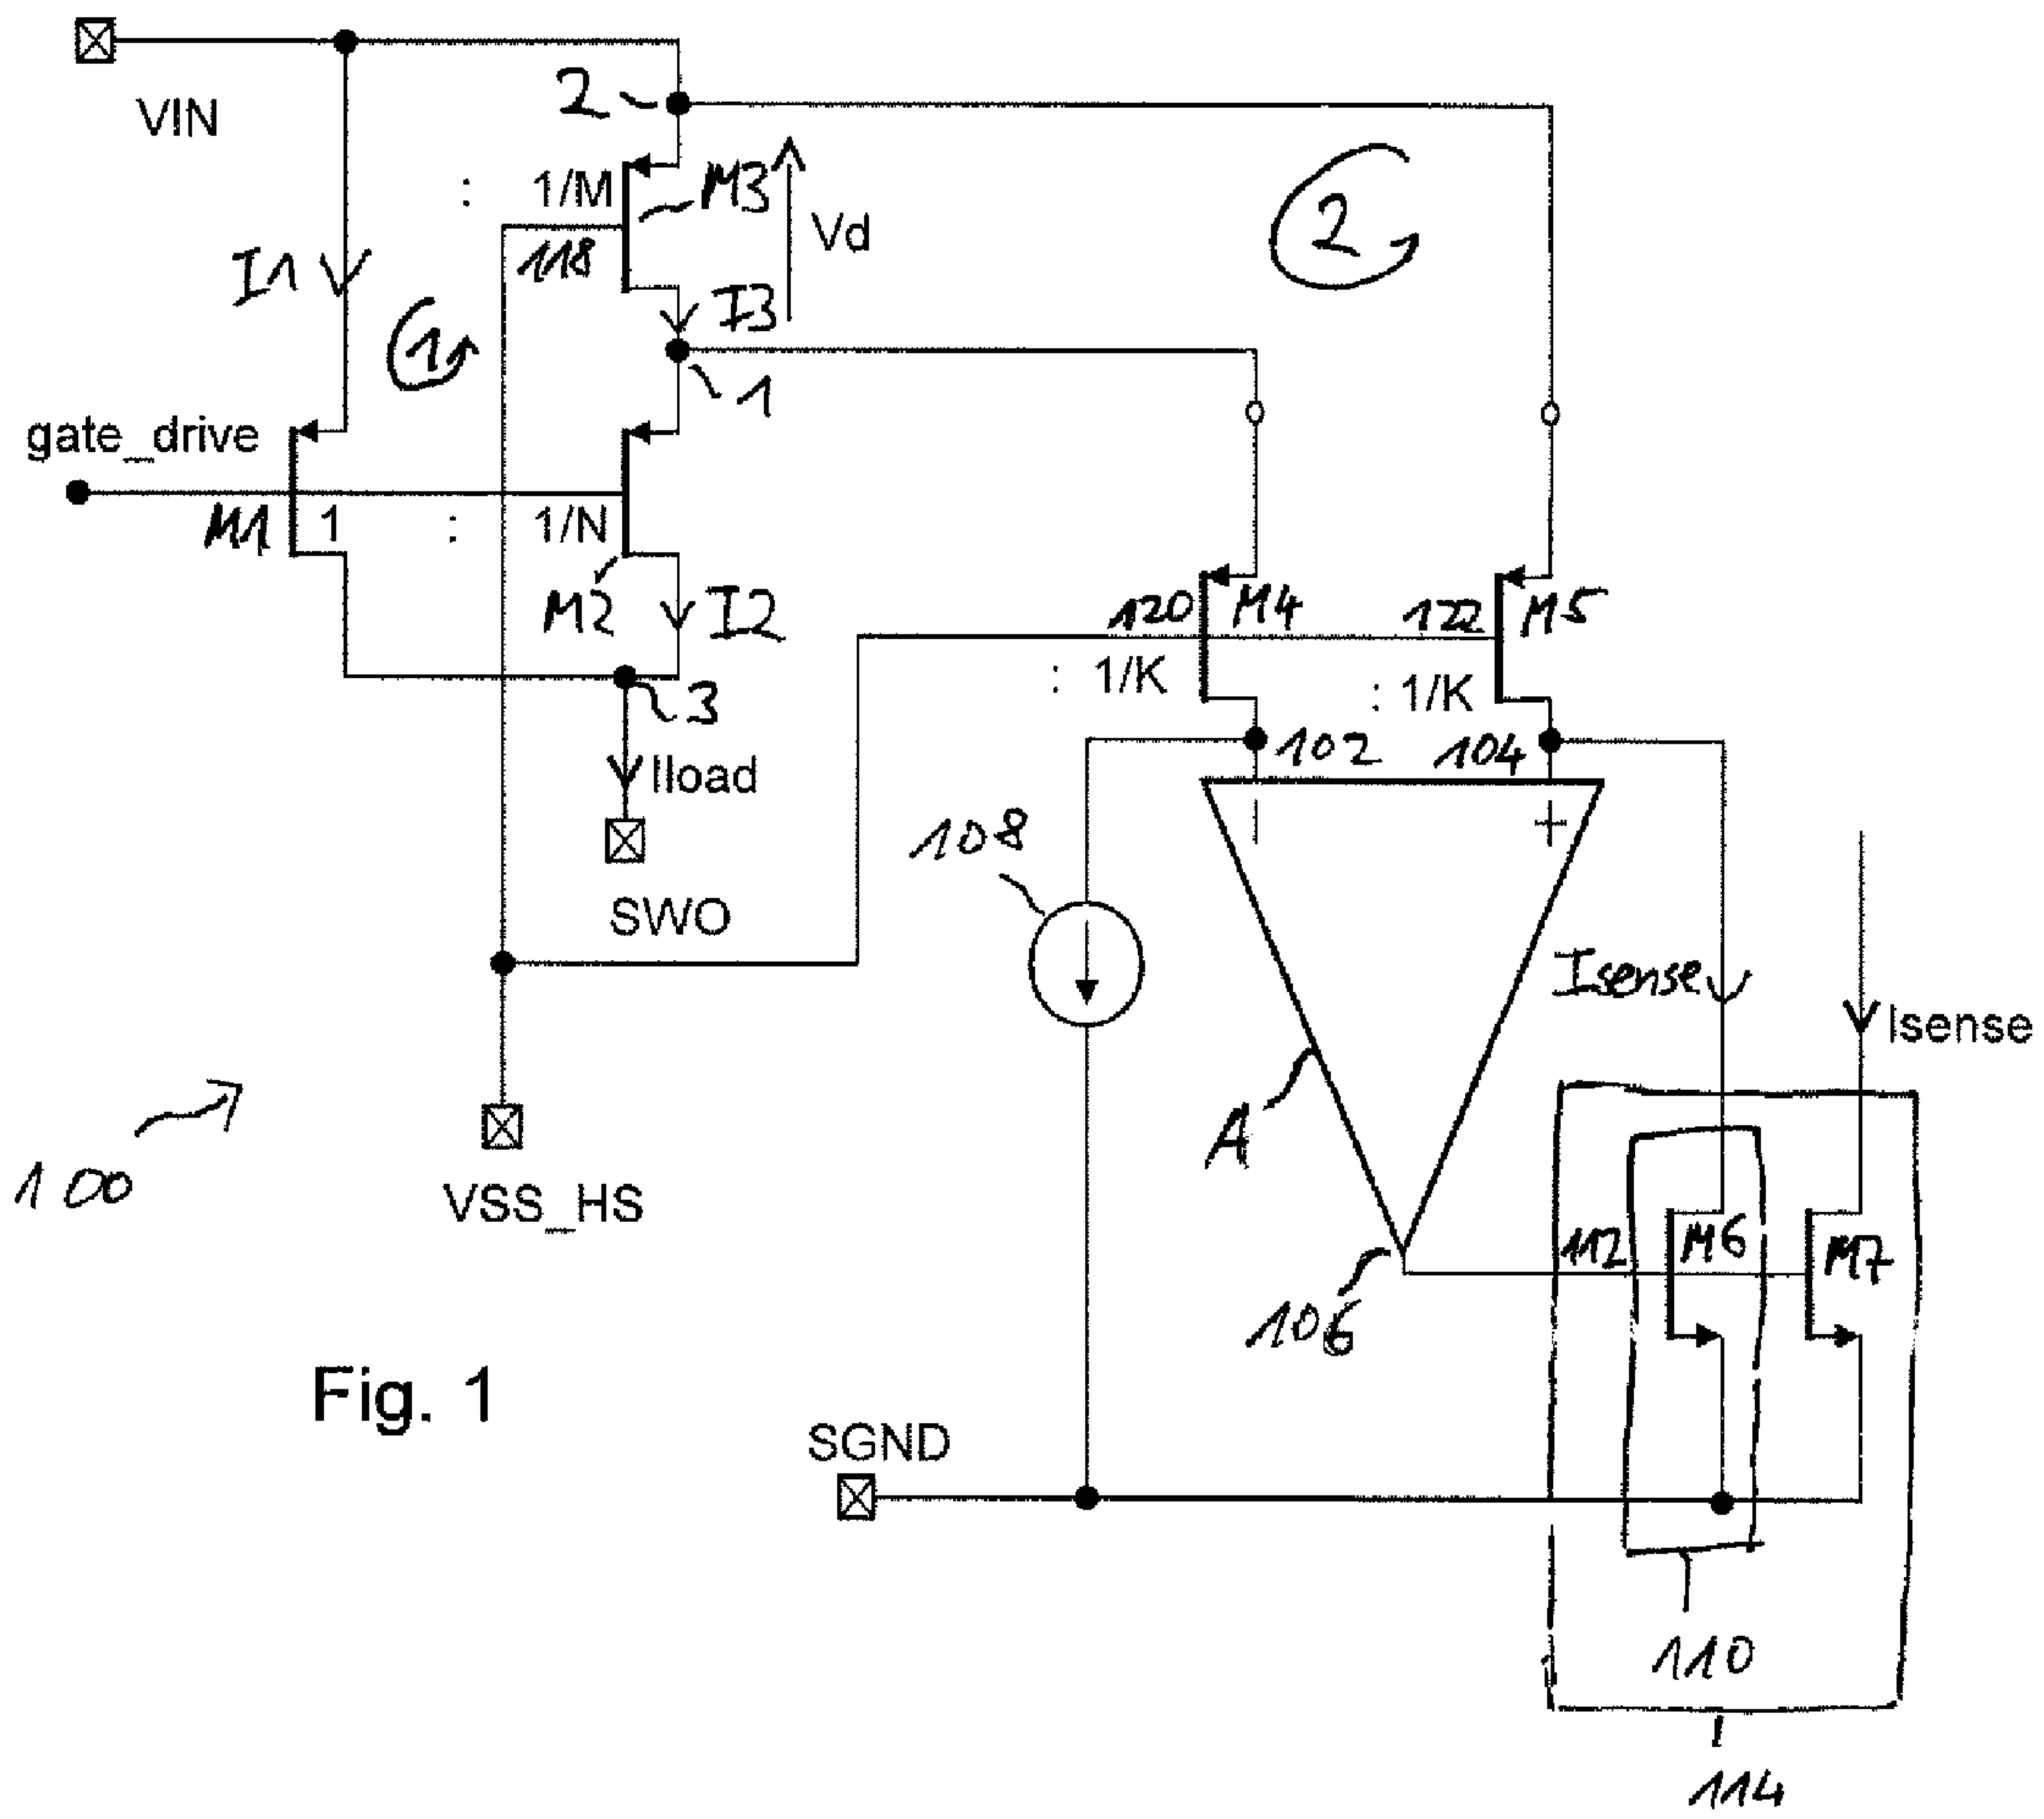 VIN
2
: 1/M
M3
Vd
118
2
I1
I3
1
1
gate_drive
M1
1
: 1/N
M2
I2
3
Iload
SWO
120
M4
122
M5
: 1/K
: 1/K
102
104
108
−
+
Isense
Isense
A
100
VSS_HS
112
M6
M7
106
Fig. 1
SGND
110
114